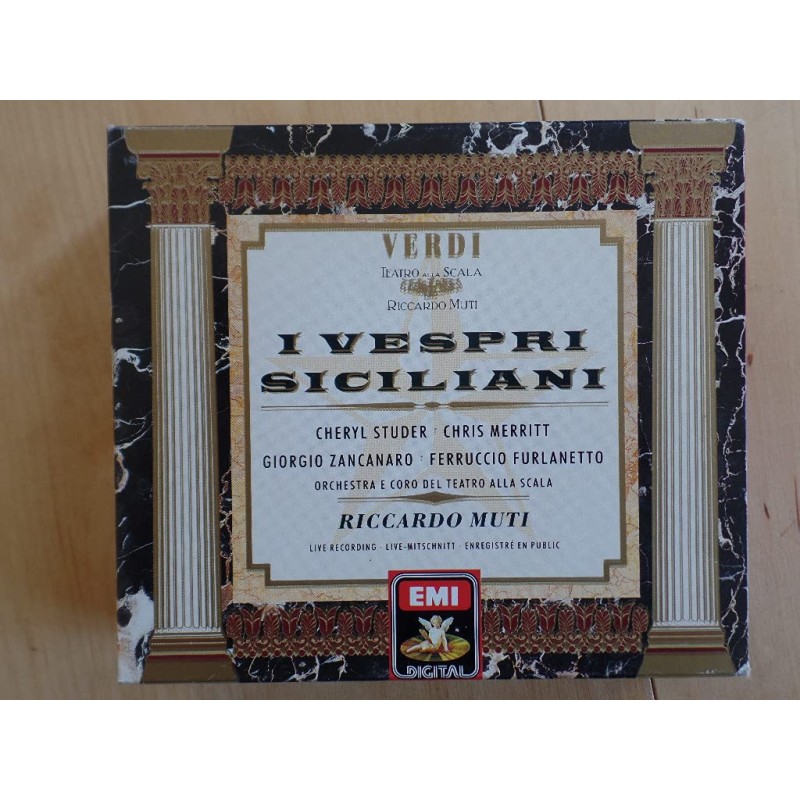 VERDI
TEATRO ALLA SCALA
RICCARDO MUTI
I VESPRI
SICILIANI
CHERYL STUDER · CHRIS MERRITT
GIORGIO ZANCANARO · FERRUCCIO FURLANETTO
ORCHESTRA E CORO DEL TEATRO ALLA SCALA
RICCARDO MUTI
LIVE RECORDING · LIVE-MITSCHNITT · ENREGISTRÉ EN PUBLIC
EMI
DIGITAL